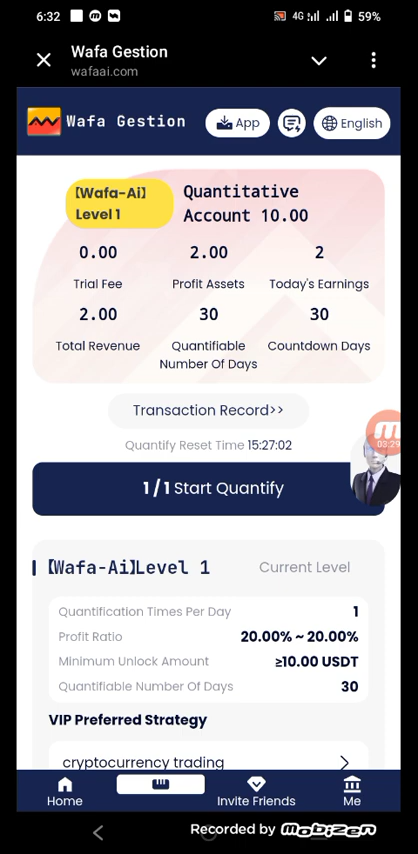 6:32
4G
59%
Wafa Gestion
wafaai.com
Wafa Gestion
App
English
【Wafa-Ai】
Level 1
Quantitative
Account 10.00
0.00 2.00 2
Trial Fee Profit Assets Today's Earnings
2.00 30 30
Total Revenue Quantifiable Countdown Days
Number Of Days
Transaction Record>>
Quantify Reset Time 15:27:02
03:29
1/1 Start Quantify
【Wafa-Ai】Level 1 Current Level
Quantification Times Per Day 1
Profit Ratio 20.00% ~ 20.00%
Minimum Unlock Amount ≥10.00 USDT
Quantifiable Number Of Days 30
VIP Preferred Strategy
cryptocurrency trading
Home Invite Friends Me
Recorded by mobizen